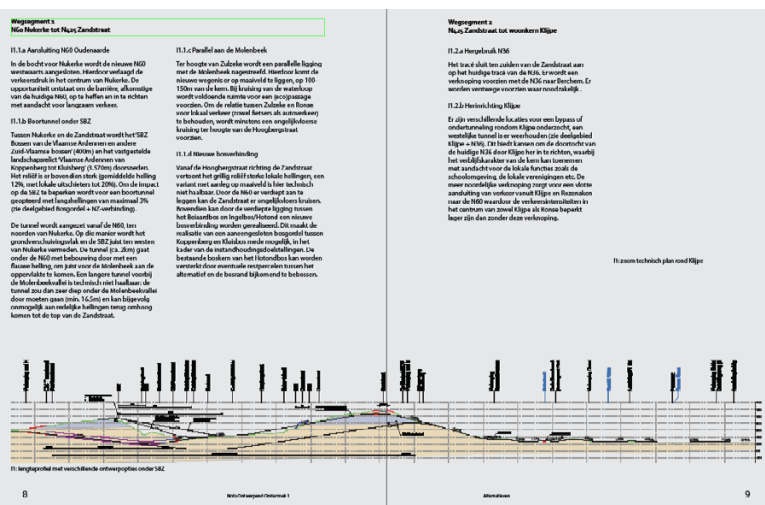 Wegsegment 1
N60 Nukerke tot N425 Zandstraat
I1.1.a Aansluiting N60 Oudenaarde
In de bocht voor Nukerke wordt de nieuwe N60
westwaarts aangesloten. Hierdoor verlaagd de
verkeersdruk in het centrum van Nukerke. De
opportuniteit ontstaat om de barrière, afkomstige
van de huidige N60, op te heffen en in te richten
met aandacht voor langzaam verkeer.
I1.1.b Boortunnel onder SBZ
Tussen Nukerke en de Zandstraat wordt het 'SBZ
Bossen van de Vlaamse Ardennen en andere
Zuid-Vlaamse bossen' (400m) en het vastgestelde
landschapsrelict 'Vlaamse Ardennen van
Koppenberg tot Kluisberg' (1.570m) doorsneden.
Het reliëf is er bovendien sterk (gemiddelde helling
12%, met lokale uitschieters tot 20%). Om de impact
op de SBZ te beperken wordt voor een boortunnel
geopteerd met langshellingen van maximaal 3%
(zie deelgebied Bosgordel + NZ-verbinding).
De tunnel wordt aangezet vanaf de N60, ten
noorden van Nukerke. Op die manier wordt het
grondverschuivingsvlak en de SBZ juist ten westen
van Nukerke vermeden. De tunnel (ca. 2km) gaat
onder de N60 met bebouwing door met een
flauwe helling, om juist voor de Molenbeek aan de
oppervlakte te komen. Een langere tunnel voorbij
de Molenbeekvallei is technisch niet haalbaar: de
tunnel zou dan zeer diep onder de Molenbeekvallei
door moeten gaan (min. 16.5m) en kan bijgevolg
onmogelijk aan redelijke hellingen terug omhoog
komen tot de top van de Zandstraat.
I1.1.c Parallel aan de Molenbeek
Ter hoogte van Zulzeke wordt een parallelle ligging
met de Molenbeek nagestreefd. Hierdoor komt de
nieuwe wegenis er op maaiveld te liggen, op 100-
150m van de kern. Bij kruising van de waterloop
wordt voldoende ruimte voor een (eco)passage
voorzien. Om de relatie tussen Zulzeke en Ronse
voor lokaal verkeer (zowel fietsers als autoverkeer)
te behouden, wordt minstens een ongelijkvloerse
kruising ter hoogte van de Hoogbergstraat
voorzien.
I1.1.d Nieuwe bosverbinding
Vanaf de Hoogbergstraat richting de Zandstraat
vertoont het grillig reliëf sterke lokale hellingen, een
variant met aanleg op maaiveld is hier technisch
niet haalbaar. Door de N60 er verdiept aan te
leggen kan de Zandstraat er ongelijkvloers kruisen.
Bovendien kan door de verdiepte ligging tussen
het Beiaardbos en Ingelbos/Hotond een nieuwe
bosverbinding worden gerealiseerd. Dit maakt de
realisatie van een aaneengesloten bosgordel tussen
Koppenberg en Kluisbos mede mogelijk, in het
kader van de instandhoudingsdoelstellingen. De
bestaande boskern van het Hotondbos kan worden
versterkt door eventuele restpercelen tussen het
alternatief en de bosrand bijkomend te bebossen.
Wegsegment 2
N425 Zandstraat tot woonkern Klijpe
I1.2.a Hergebruik N36
Het tracé sluit ten zuiden van de Zandstraat aan
op het huidige tracé van de N36. Er wordt een
verknoping voorzien met de N36 naar Berchem. Er
worden ventwege voorzien waar noodzakelijk .
I1.2.b Herinrichting Klijpe
Er zijn verschillende locaties voor een bypass of
ondertunneling rondom Klijpe onderzocht, een
westelijke tunnel is er weerhouden (zie deelgebied
Klijpe + N36). Dit biedt kansen om de doortocht van
de huidige N36 door Klijpe her in te richten, waarbij
het verblijfskarakter van de kern kan toenemen
met aandacht voor de lokale functies zoals de
schoolomgeving, de lokale verenigingen etc. De
meer noordelijke verknoping zorgt voor een vlotte
aansluiting van verkeer vanuit Klijpe en Rozenaken
naar de N60 waardoor de verkeersintensiteiten in
het centrum van zowel Klijpe als Ronse beperkt
lager zijn dan zonder deze verknoping.
I1: zoom technisch plan rond Klijpe
I1: lengteprofiel met verschillende ontwerpopties onder SBZ
8
Nota Ontwerpend Onderzoek 1
Alternatieven
9